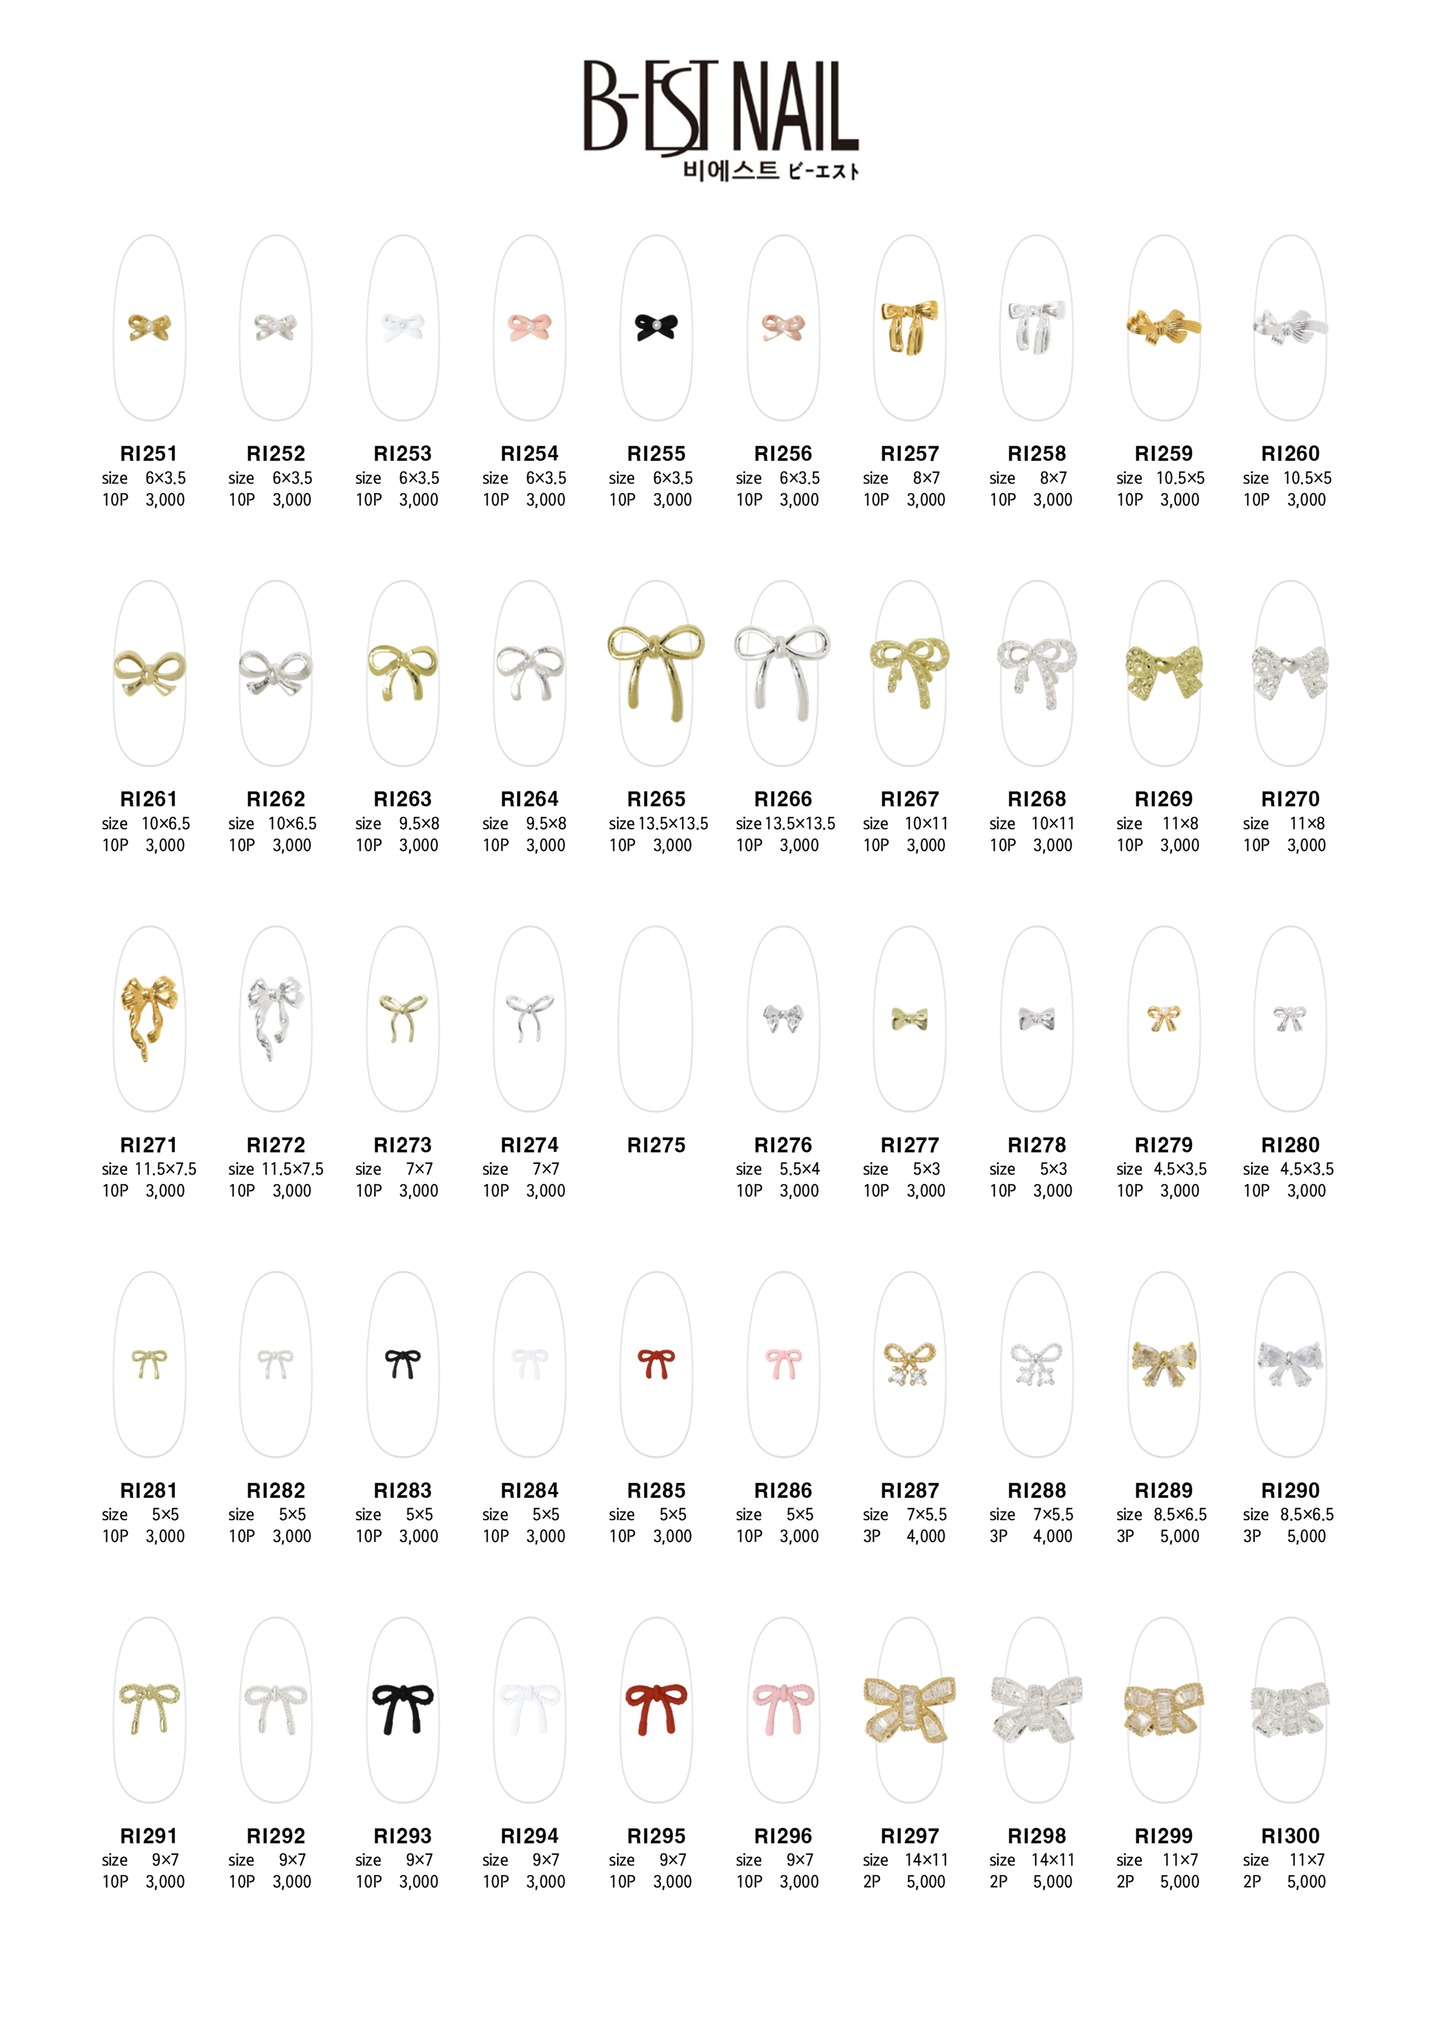 B-EST NAIL
비에스트 ビーエスト
RI251 RI252 RI253 RI254 RI255 RI256 RI257 RI258 RI259 RI260
size 6×3.5 size 6×3.5 size 6×3.5 size 6×3.5 size 6×3.5 size 6×3.5 size 8×7 size 8×7 size 10.5×5 size 10.5×5
10P 3,000 10P 3,000 10P 3,000 10P 3,000 10P 3,000 10P 3,000 10P 3,000 10P 3,000 10P 3,000 10P 3,000
RI261 RI262 RI263 RI264 RI265 RI266 RI267 RI268 RI269 RI270
size 10×6.5 size 10×6.5 size 9.5×8 size 9.5×8 size 13.5×13.5 size 13.5×13.5 size 10×11 size 10×11 size 11×8 size 11×8
10P 3,000 10P 3,000 10P 3,000 10P 3,000 10P 3,000 10P 3,000 10P 3,000 10P 3,000 10P 3,000 10P 3,000
RI271 RI272 RI273 RI274 RI275 RI276 RI277 RI278 RI279 RI280
size 11.5×7.5 size 11.5×7.5 size 7×7 size 7×7 size 5.5×4 size 5×3 size 5×3 size 4.5×3.5 size 4.5×3.5
10P 3,000 10P 3,000 10P 3,000 10P 3,000 10P 3,000 10P 3,000 10P 3,000 10P 3,000 10P 3,000
RI281 RI282 RI283 RI284 RI285 RI286 RI287 RI288 RI289 RI290
size 5×5 size 5×5 size 5×5 size 5×5 size 5×5 size 5×5 size 7×5.5 size 7×5.5 size 8.5×6.5 size 8.5×6.5
10P 3,000 10P 3,000 10P 3,000 10P 3,000 10P 3,000 10P 3,000 3P 4,000 3P 4,000 3P 5,000 3P 5,000
RI291 RI292 RI293 RI294 RI295 RI296 RI297 RI298 RI299 RI300
size 9×7 size 9×7 size 9×7 size 9×7 size 9×7 size 9×7 size 14×11 size 14×11 size 11×7 size 11×7
10P 3,000 10P 3,000 10P 3,000 10P 3,000 10P 3,000 10P 3,000 2P 5,000 2P 5,000 2P 5,000 2P 5,000